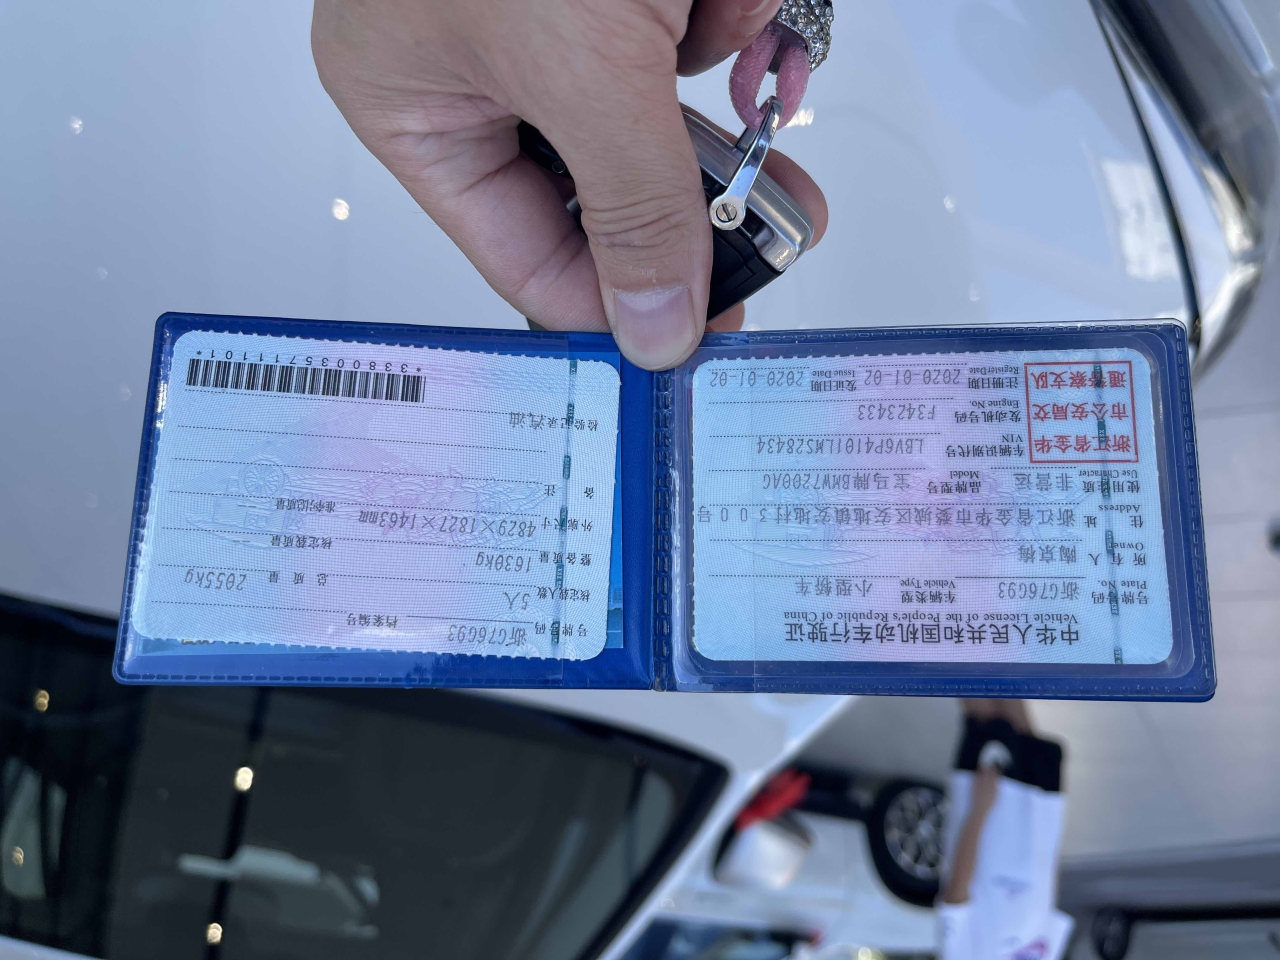 中华人民共和国机动车行驶证
Vehicle License of the People's Republic of China
号牌号码 浙G76G93 车辆类型 小型轿车
Plate No. Vehicle Type
所有人 陶京梅
Owner
住址 浙江省金华市婺城区安地镇安地村300号
Address
使用性质 非营运 品牌型号 宝马牌BMW7200AG
Use Character Model
浙江省金华
市公安局交
通警察支队
车辆识别代号 LBV6P4101LMS28434
VIN
发动机号码 F3423433
Engine No.
注册日期 2020-01-02 发证日期 2020-01-02
Register Date Issue Date
号牌号码 浙G76G93 档案编号
核定载人数 5人 总质量 2055kg
整备质量 1630kg 核定载质量
外廓尺寸 4829×1827×1463mm 准牵引总质量
备注
检验记录 汽油
*3380035711101*